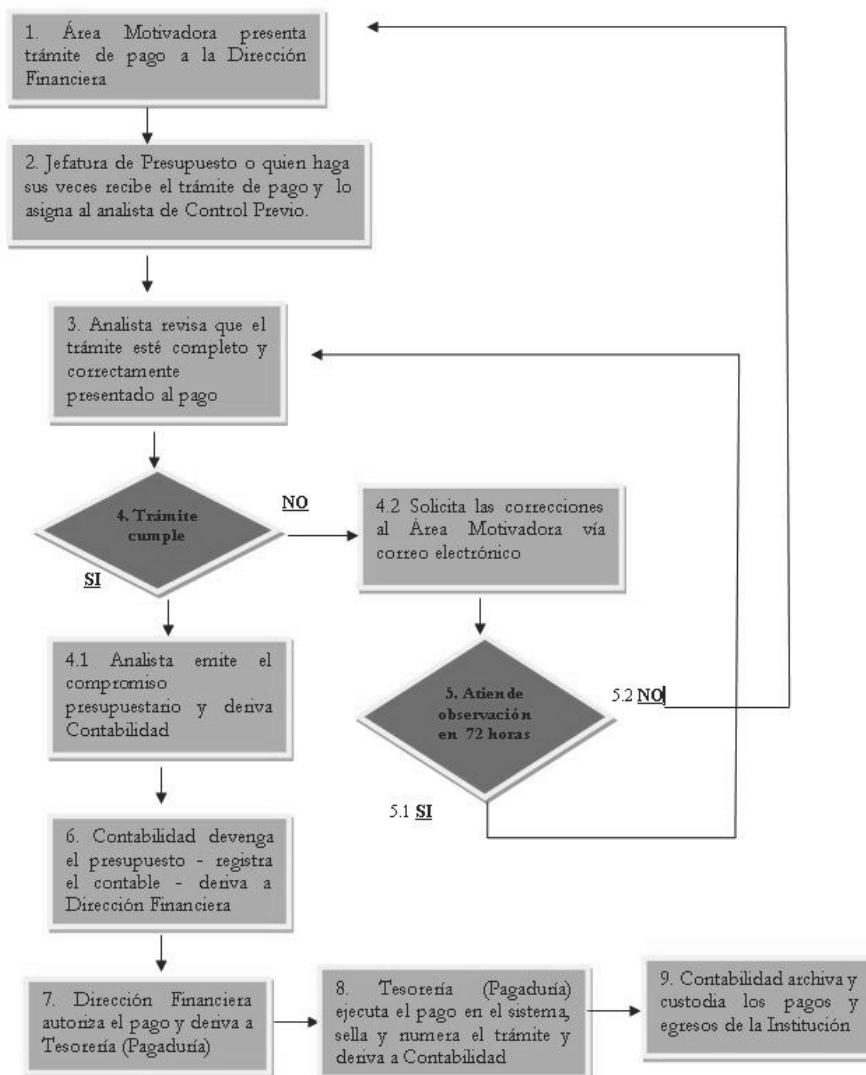 1. Área Motivadora presenta
trámite de pago a la Dirección
Financiera
2. Jefatura de Presupuesto o quien haga
sus veces recibe el trámite de pago y lo
asigna al analista de Control Previo.
3. Analista revisa que el
trámite esté completo y
correctamente
presentado al pago
4. Trámite
cumple
NO
SI
4.2 Solicita las correcciones
al Área Motivadora vía
correo electrónico
4.1 Analista emite el
compromiso
presupuestario y deriva
Contabilidad
5. Atiende
observación
en 72 horas
5.2 NO
5.1 SI
6. Contabilidad devenga
el presupuesto - registra
el contable - deriva a
Dirección Financiera
7. Dirección Financiera
autoriza el pago y deriva a
Tesorería (Pagaduría)
8. Tesorería (Pagaduría)
ejecuta el pago en el sistema,
sella y numera el trámite y
deriva a Contabilidad
9. Contabilidad archiva y
custodia los pagos y
egresos de la Institución